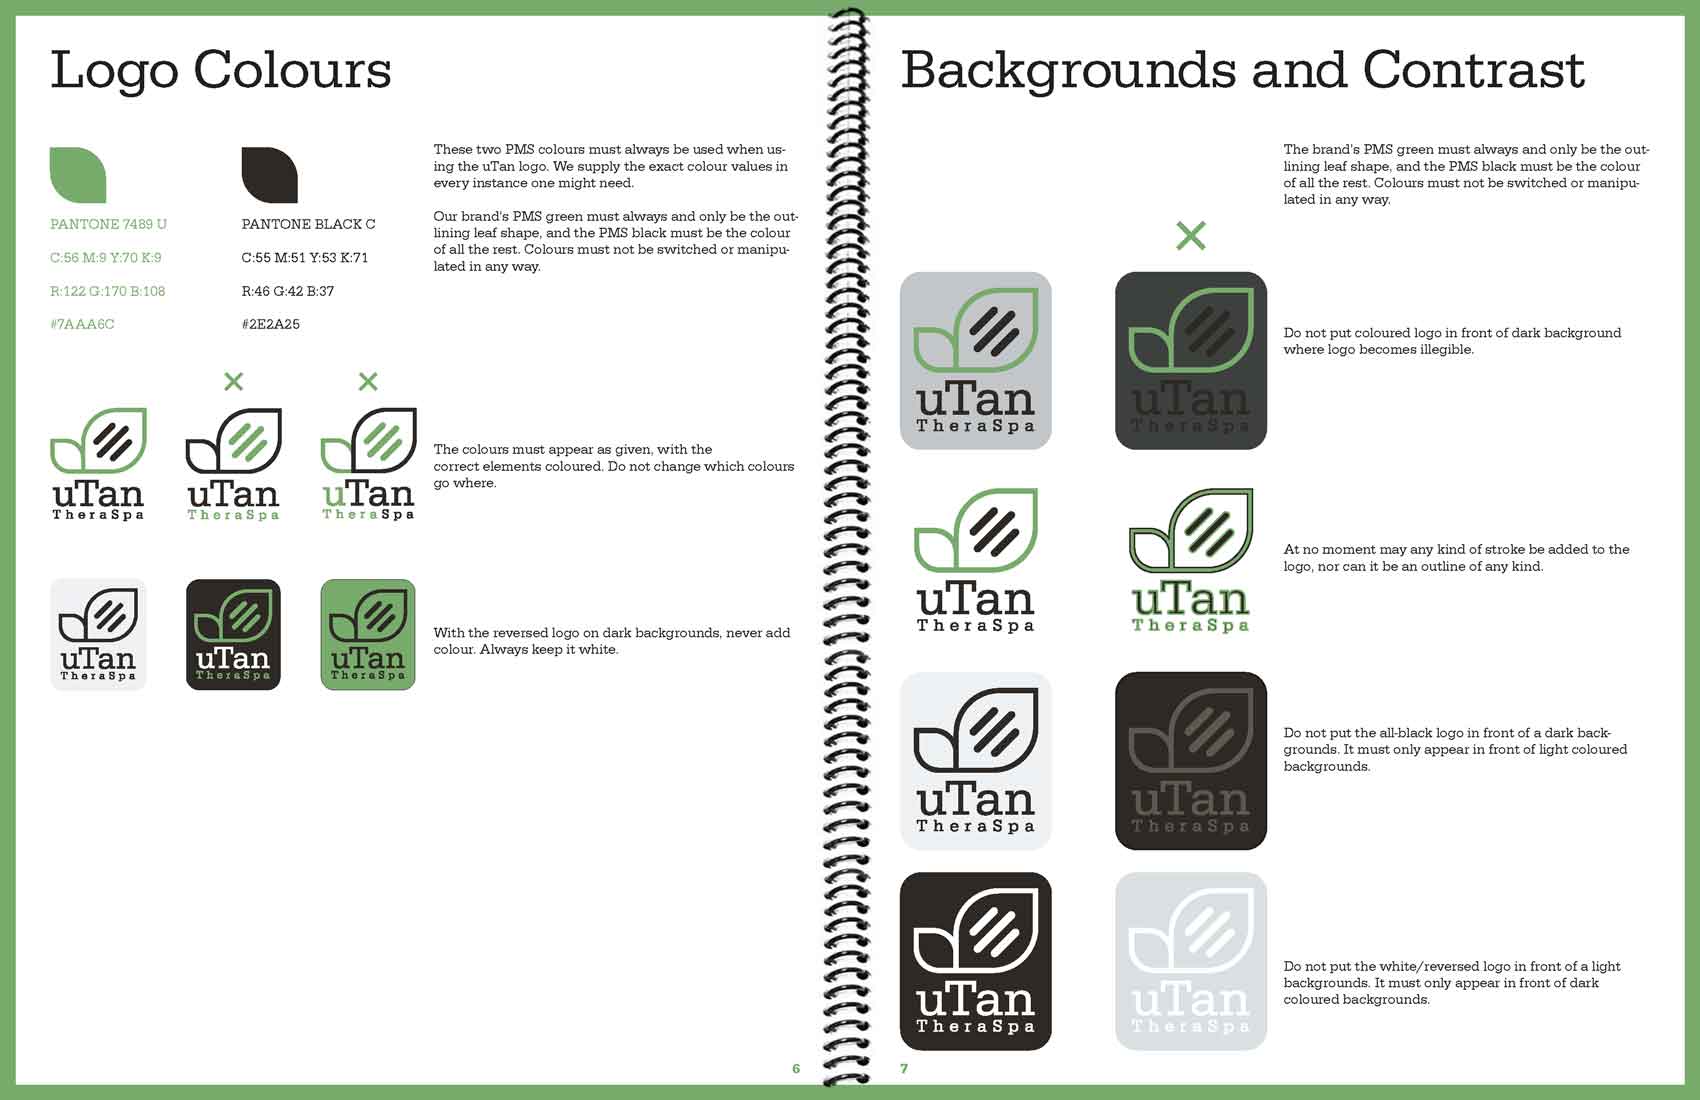 Logo Colours
PANTONE 7489 U
C:56 M:9 Y:70 K:9
R:122 G:170 B:108
#7AAA6C
PANTONE BLACK C
C:55 M:51 Y:53 K:71
R:46 G:42 B:37
#2E2A25
These two PMS colours must always be used when us-
ing the uTan logo. We supply the exact colour values in
every instance one might need.
Our brand's PMS green must always and only be the out-
lining leaf shape, and the PMS black must be the colour
of all the rest. Colours must not be switched or manipu-
lated in any way.
uTan
TheraSpa
uTan
TheraSpa
uTan
TheraSpa
The colours must appear as given, with the
correct elements coloured. Do not change which colours
go where.
uTan
TheraSpa
uTan
TheraSpa
uTan
TheraSpa
With the reversed logo on dark backgrounds, never add
colour. Always keep it white.
6
Backgrounds and Contrast
The brand's PMS green must always and only be the out-
lining leaf shape, and the PMS black must be the colour
of all the rest. Colours must not be switched or manipu-
lated in any way.
uTan
TheraSpa
uTan
TheraSpa
Do not put coloured logo in front of dark background
where logo becomes illegible.
uTan
TheraSpa
uTan
TheraSpa
At no moment may any kind of stroke be added to the
logo, nor can it be an outline of any kind.
uTan
TheraSpa
uTan
TheraSpa
Do not put the all-black logo in front of a dark back-
grounds. It must only appear in front of light coloured
backgrounds.
uTan
TheraSpa
uTan
TheraSpa
Do not put the white/reversed logo in front of a light
backgrounds. It must only appear in front of dark
coloured backgrounds.
7